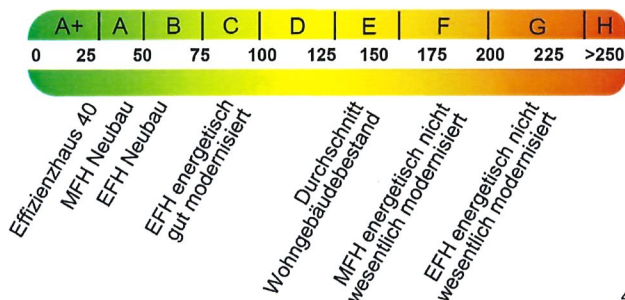 A+ A B C D E F G H
0 25 50 75 100 125 150 175 200 225 >250
Effizienzhaus 40
MFH Neubau
EFH Neubau
EFH energetisch
gut modernisiert
Durchschnitt
Wohngebäudebestand
MFH energetisch nicht
wesentlich modernisiert
EFH energetisch nicht
wesentlich modernisiert